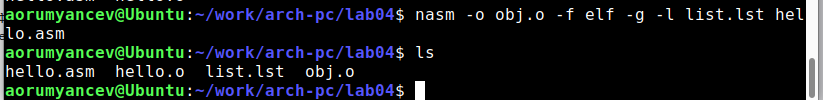 aorumyancev@Ubuntu:~/work/arch-pc/lab04$ nasm -o obj.o -f elf -g -l list.lst hel
lo.asm
aorumyancev@Ubuntu:~/work/arch-pc/lab04$ ls
hello.asm  hello.o  list.lst  obj.o
aorumyancev@Ubuntu:~/work/arch-pc/lab04$